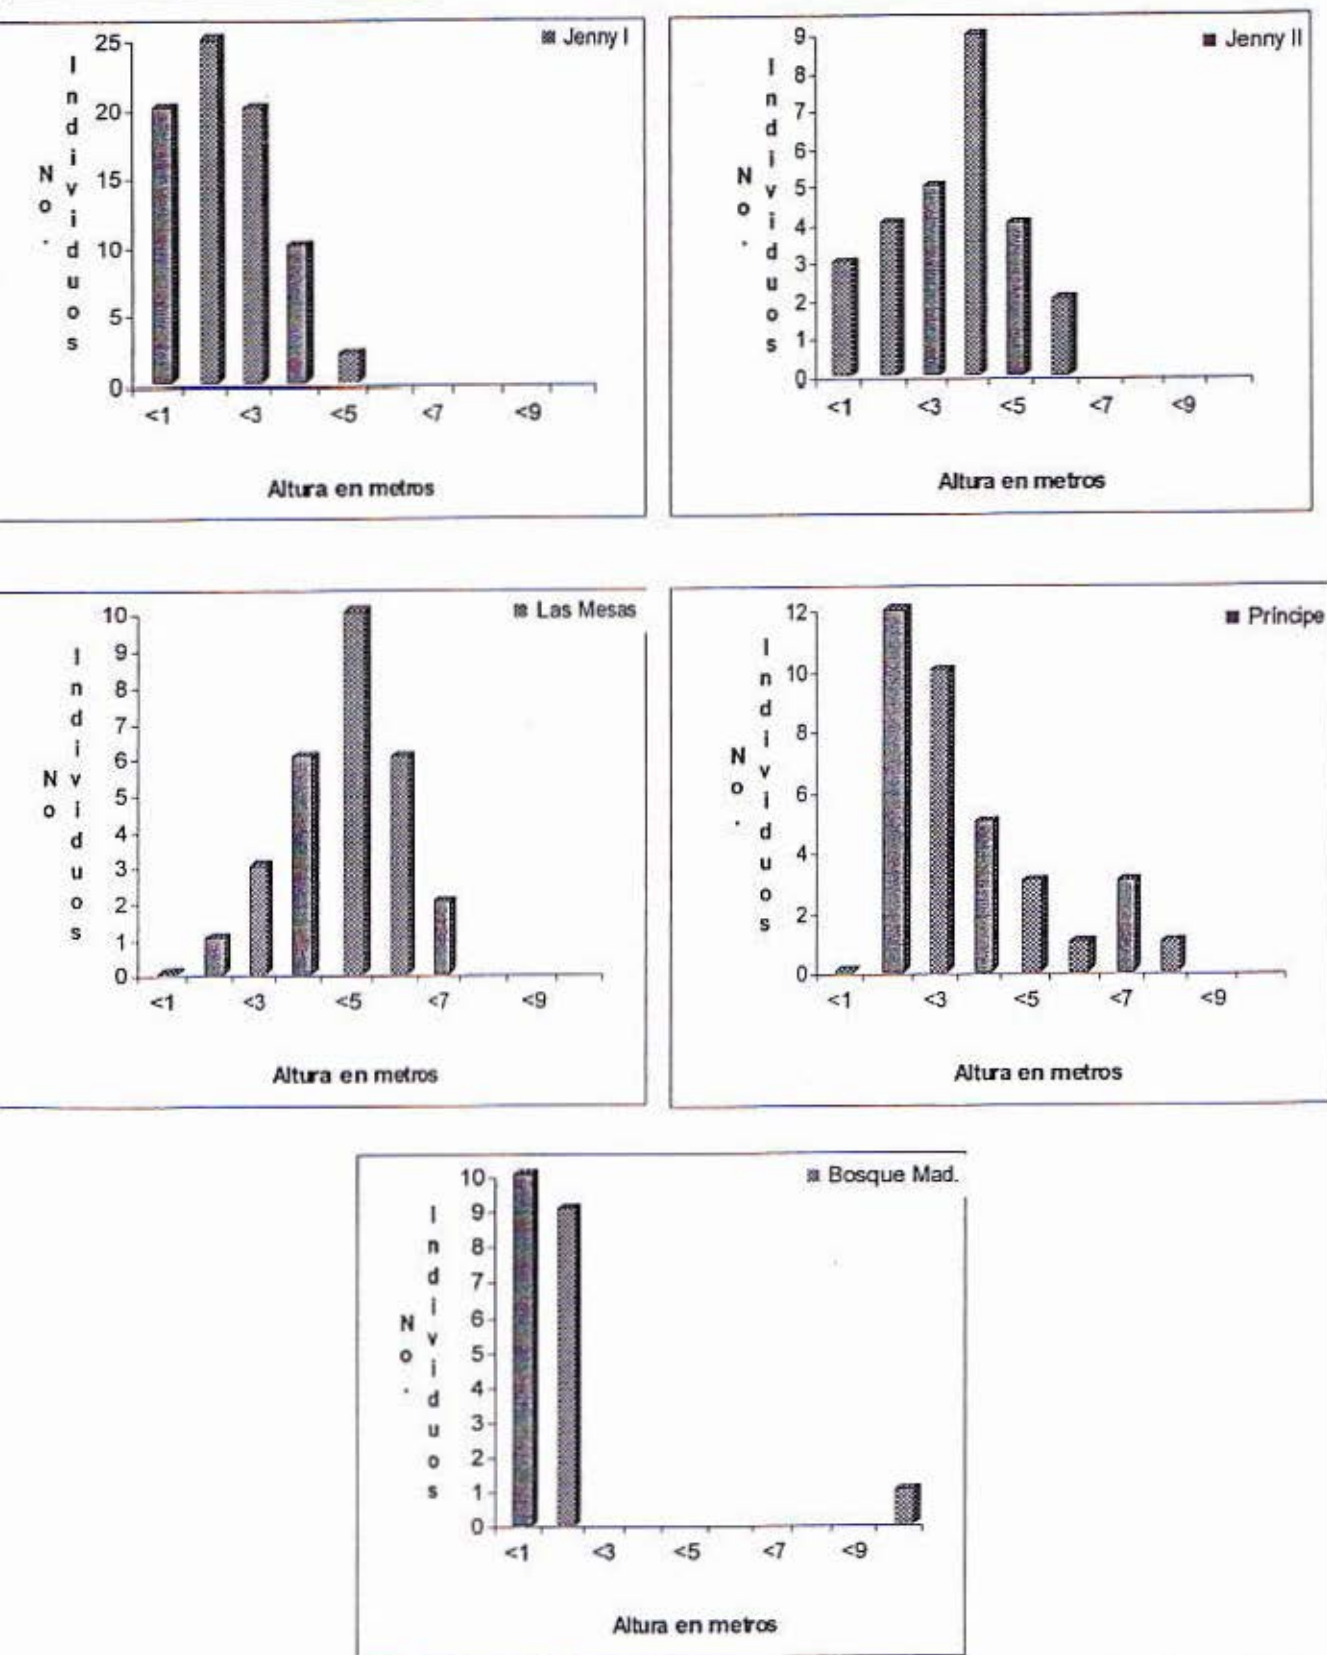 Jenny I
No. Individuos
25
20
15
10
5
0
<1 <3 <5 <7 <9
Altura en metros
Jenny II
No. Individuos
9
8
7
6
5
4
3
2
1
0
<1 <3 <5 <7 <9
Altura en metros
Las Mesas
No Individuos
10
9
8
7
6
5
4
3
2
1
0
<1 <3 <5 <7 <9
Altura en metros
Príncipe
No. Individuos
12
10
8
6
4
2
0
<1 <3 <5 <7 <9
Altura en metros
Bosque Mad.
No. Individuos
10
9
8
7
6
5
4
3
2
1
0
<1 <3 <5 <7 <9
Altura en metros